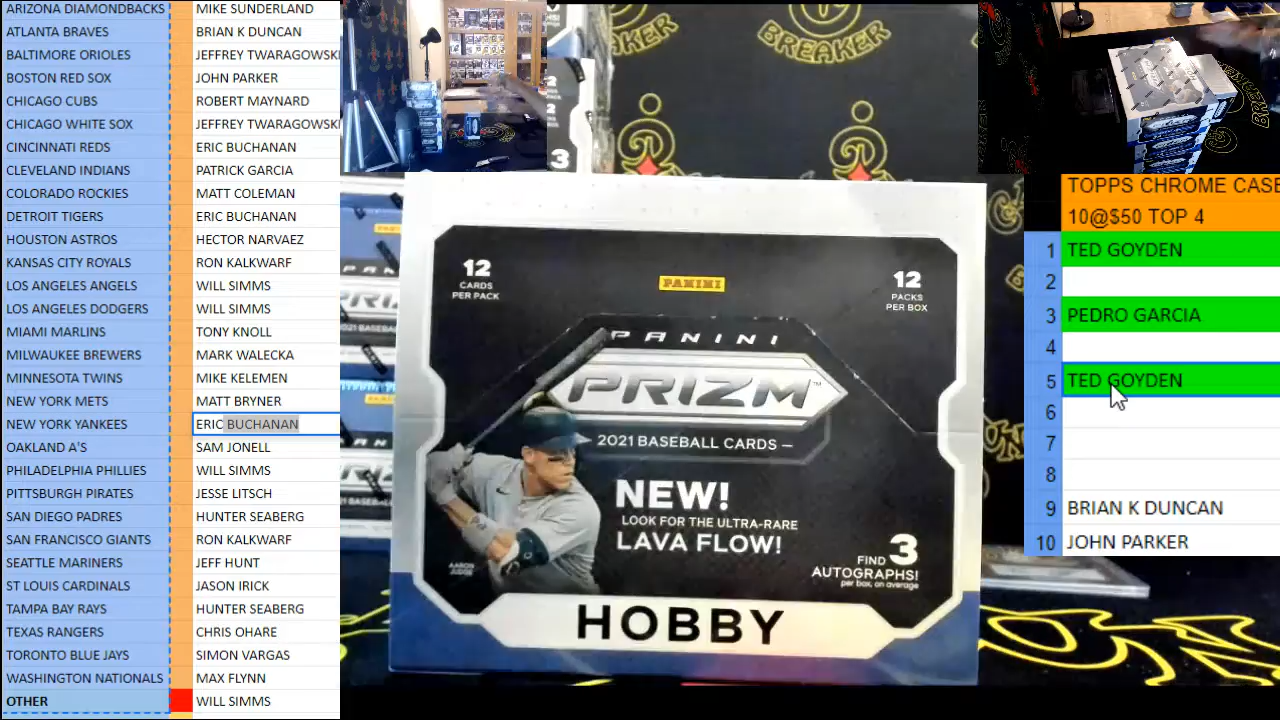 ARIZONA DIAMONDBACKS MIKE SUNDERLAND
ATLANTA BRAVES BRIAN K DUNCAN
BALTIMORE ORIOLES JEFREY TWARAGOWSKI
BOSTON RED SOX JOHN PARKER
CHICAGO CUBS ROBERT MAYNARD
CHICAGO WHITE SOX JEFFREY TWARAGOWSKI
CINCINNATI REDS ERIC BUCHANAN
CLEVELAND INDIANS PATRICK GARCIA
COLORADO ROCKIES MATT COLEMAN
DETROIT TIGERS ERIC BUCHANAN
HOUSTON ASTROS HECTOR NARVAEZ
KANSAS CITY ROYALS RON KALKWARF
LOS ANGELES ANGELS WILL SIMMS
LOS ANGELES DODGERS WILL SIMMS
MIAMI MARLINS TONY KNOLL
MILWAUKEE BREWERS MARK WALECKA
MINNESOTA TWINS MIKE KELEMEN
NEW YORK METS MATT BRYNER
NEW YORK YANKEES ERIC BUCHANAN
OAKLAND A'S SAM JONELL
PHILADELPHIA PHILLIES WILL SIMMS
PITTSBURGH PIRATES JESSE LITSCH
SAN DIEGO PADRES HUNTER SEABERG
SAN FRANCISCO GIANTS RON KALKWARF
SEATTLE MARINERS JEFF HUNT
ST LOUIS CARDINALS JASON IRICK
TAMPA BAY RAYS HUNTER SEABERG
TEXAS RANGERS CHRIS OHARE
TORONTO BLUE JAYS SIMON VARGAS
WASHINGTON NATIONALS MAX FLYNN
OTHER WILL SIMMS
BREAKER
12
CARDS
PER PACK
PANINI
12
PACKS
PER BOX
PANINI
PRIZM™
2021 BASEBALL CARDS
NEW!
LOOK FOR THE ULTRA-RARE
LAVA FLOW!
AARON
JUDGE
FIND 3
AUTOGRAPHS!
per box, on average
HOBBY
TOPPS CHROME CASE
10@$50 TOP 4
1 TED GOYDEN
2
3 PEDRO GARCIA
4
5 TED GOYDEN
6
7
8
9 BRIAN K DUNCAN
10 JOHN PARKER